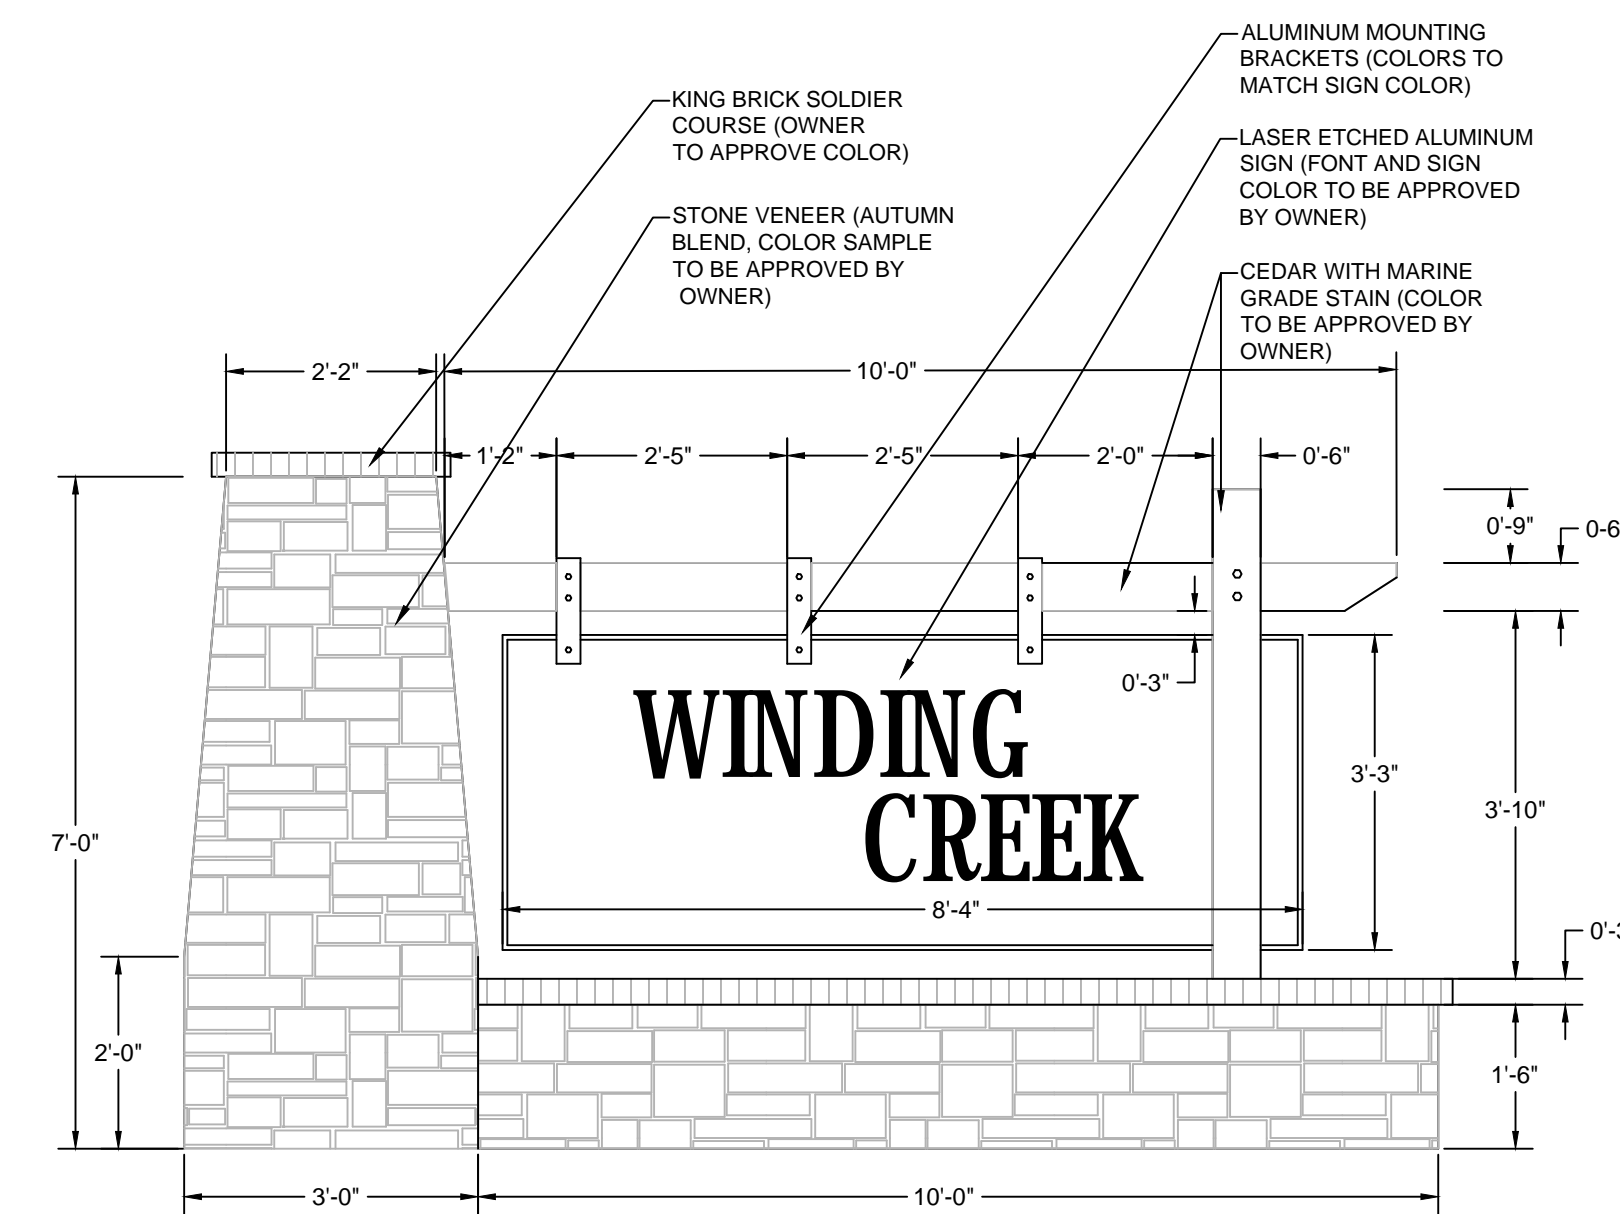 ALUMINUM MOUNTING
BRACKETS (COLORS TO
MATCH SIGN COLOR)
KING BRICK SOLDIER
COURSE (OWNER
TO APPROVE COLOR)
LASER ETCHED ALUMINUM
SIGN (FONT AND SIGN
COLOR TO BE APPROVED
BY OWNER)
STONE VENEER (AUTUMN
BLEND, COLOR SAMPLE
TO BE APPROVED BY
OWNER)
CEDAR WITH MARINE
GRADE STAIN (COLOR
TO BE APPROVED BY
OWNER)
2'-2"
10'-0"
1'-2"
2'-5"
2'-5"
2'-0"
0'-6"
0'-9"
0-6
0'-3"
WINDING
CREEK
3'-3"
3'-10"
7'-0"
8'-4"
2'-0"
1'-6"
3'-0"
10'-0"